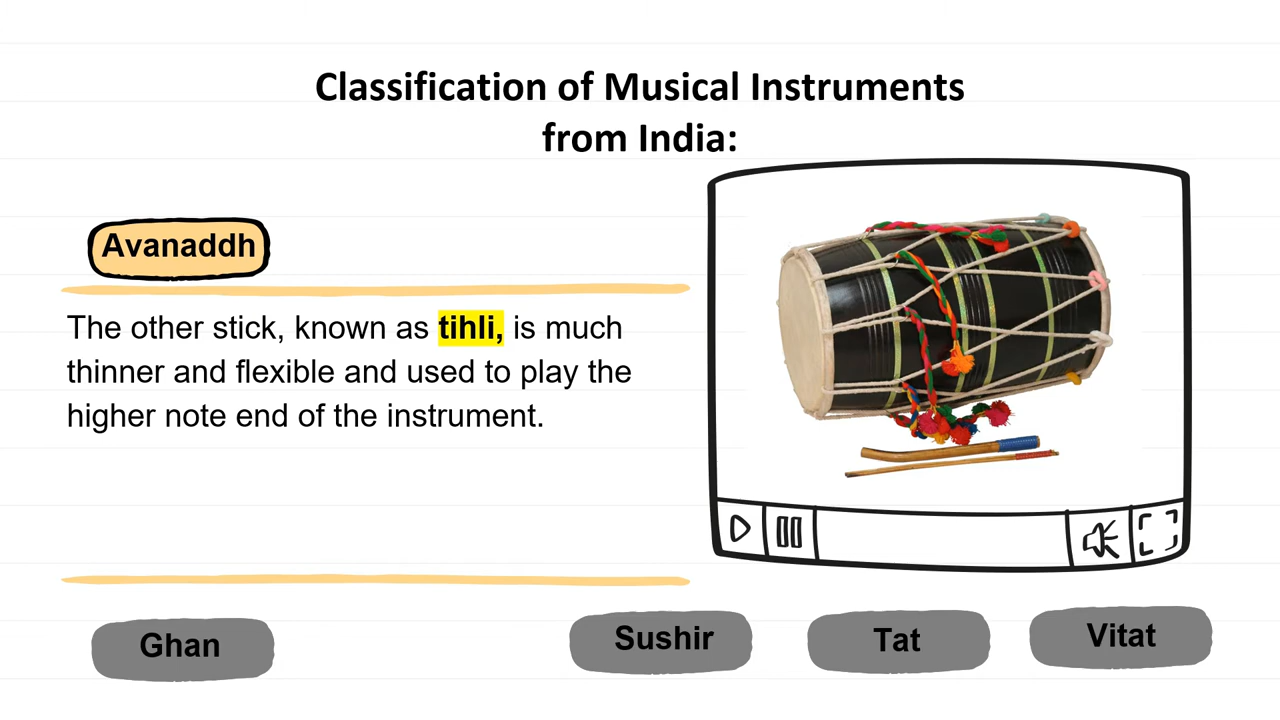 Classification of Musical Instruments
from India:
Avanaddh
The other stick, known as tihli, is much
thinner and flexible and used to play the
higher note end of the instrument.
Ghan
Sushir
Tat
Vitat